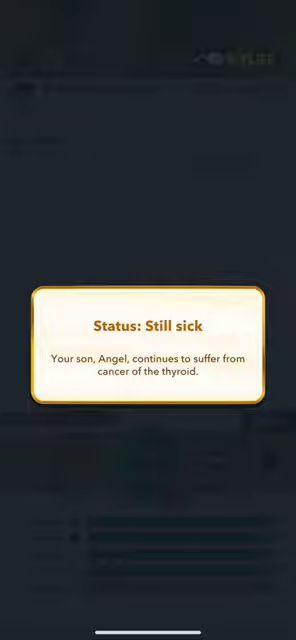 Status: Still sick
Your son, Angel, continues to suffer from
cancer of the thyroid.